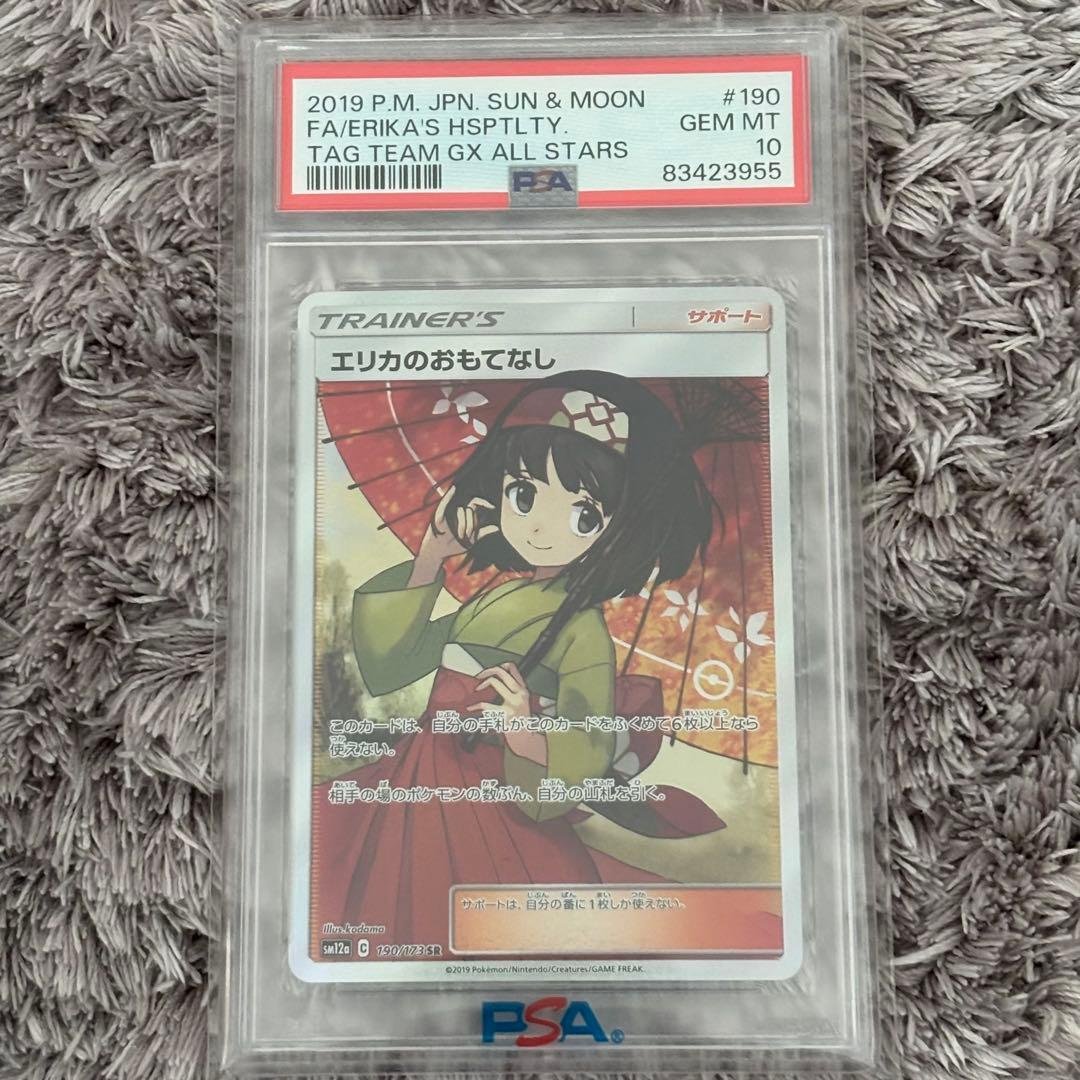 2019 P.M. JPN. SUN & MOON #190
FA/ERIKA'S HSPTLTY. GEM MT
TAG TEAM GX ALL STARS 10
PSA 83423955
TRAINER'S サポート
エリカのおもてなし
このカードは、自分の手札がこのカードをふくめて6枚以上なら
使えない。
相手の場のポケモンの数ぶん、自分の山札を引く。
サポートは、自分の番に1枚しか使えない。
Illus.kodama
sm12a C 190/173 SR
©2019 Pokémon/Nintendo/Creatures/GAME FREAK.
PSA®